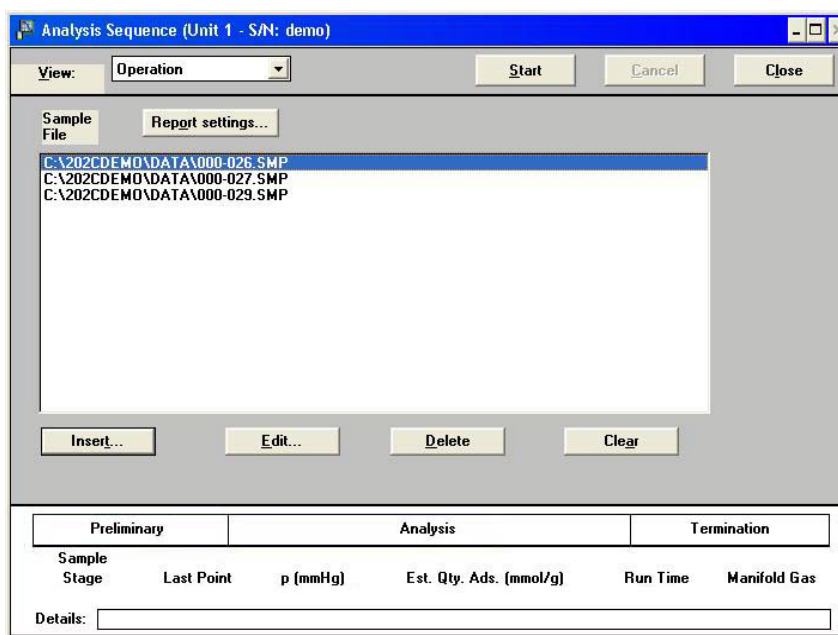 Analysis Sequence (Unit 1 - S/N: demo)
View: Operation Start Cancel Close
Sample File Report settings...
C:\202CDEMO\DATA\000-026.SMP
C:\202CDEMO\DATA\000-027.SMP
C:\202CDEMO\DATA\000-029.SMP
Insert... Edit... Delete Clear
Preliminary Analysis Termination
Sample Stage Last Point p (mmHg) Est. Qty. Ads. (mmol/g) Run Time Manifold Gas
Details: